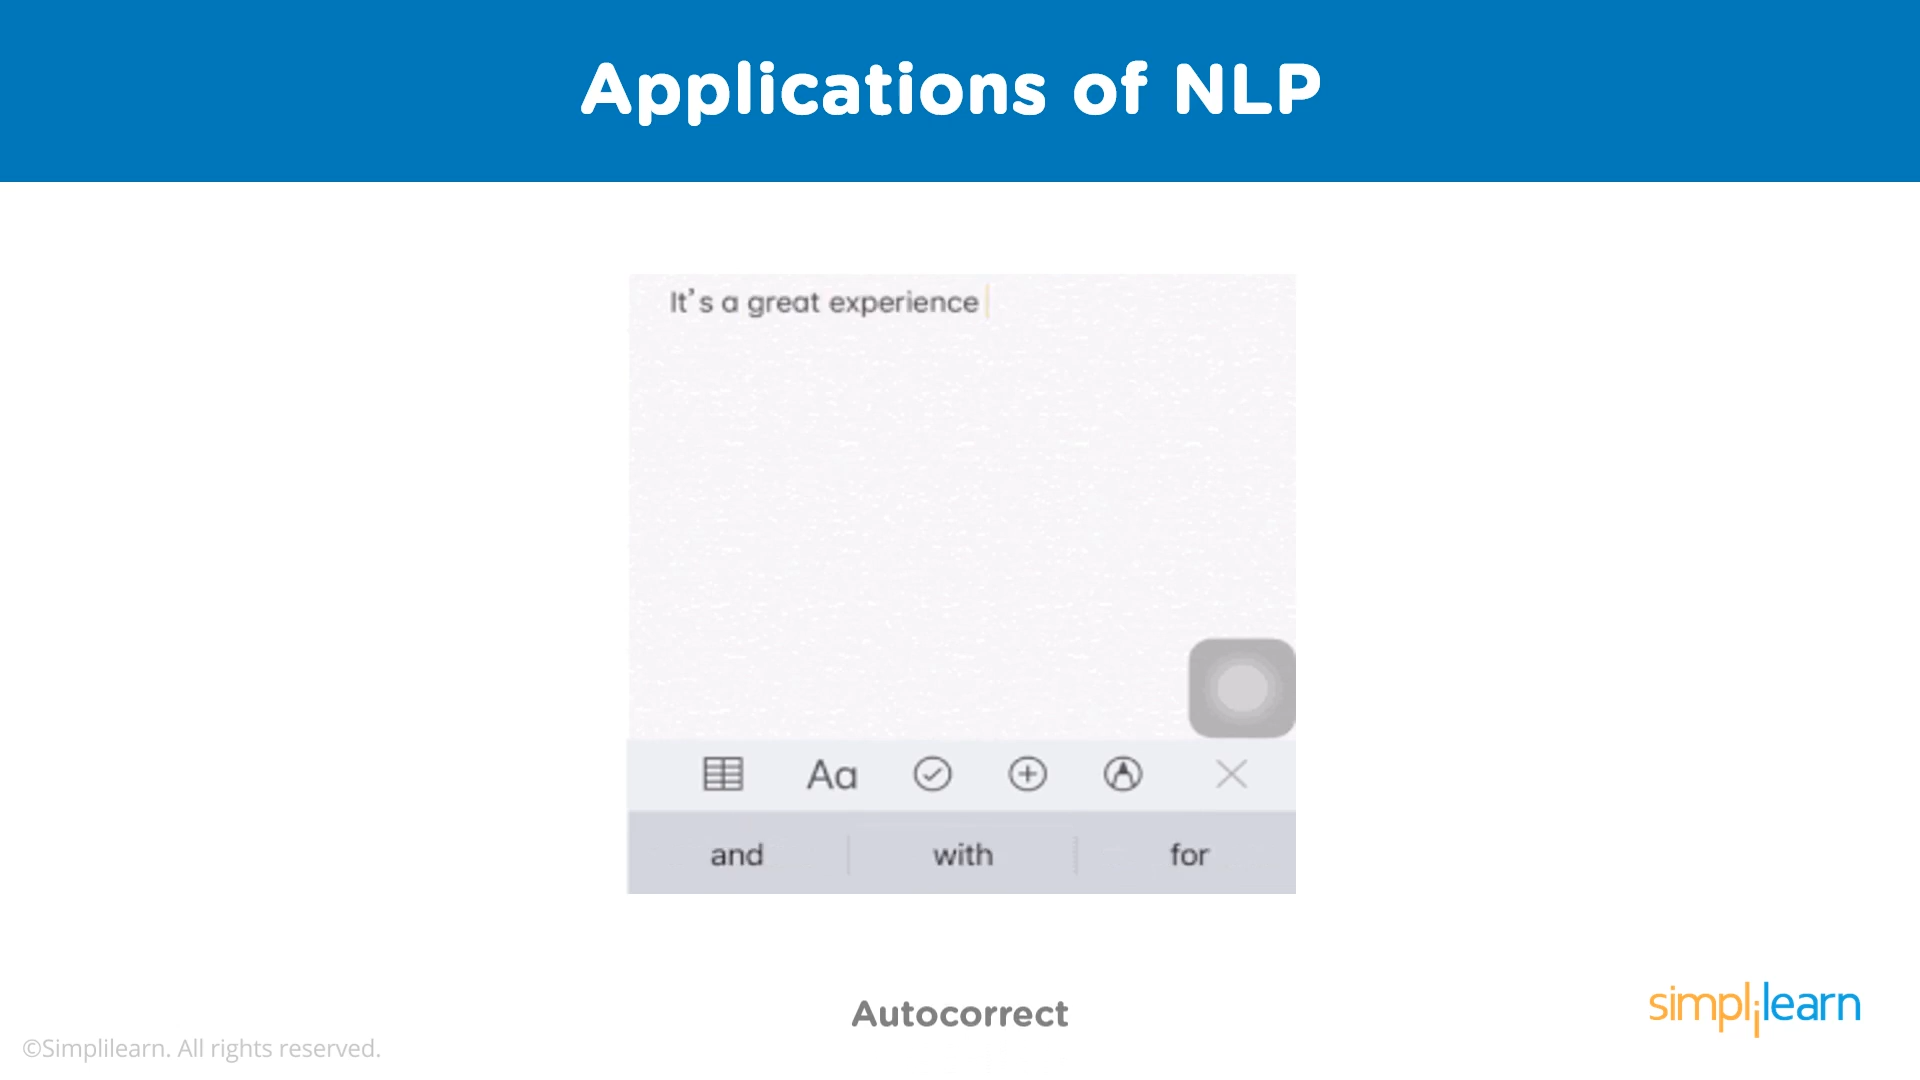 Applications of NLP
It's a great experience
Aa
and with for
Autocorrect
simplilearn
©Simplilearn. All rights reserved.